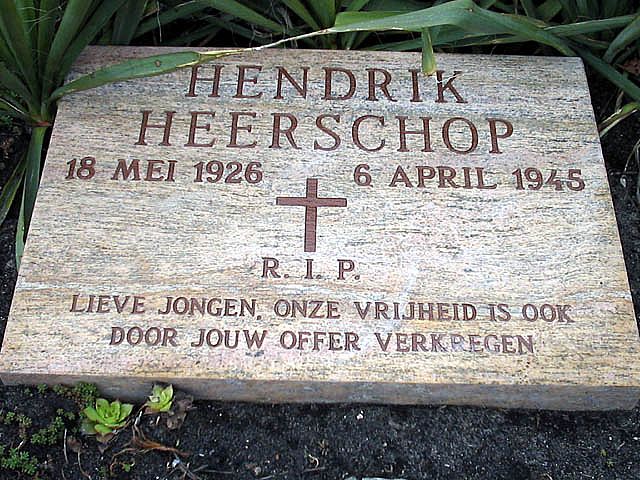 HENDRIK
HEERSCHOP
18 MEI 1926 6 APRIL 1945
R. I. P.
LIEVE JONGEN, ONZE VRIJHEID IS OOK
DOOR JOUW OFFER VERKREGEN